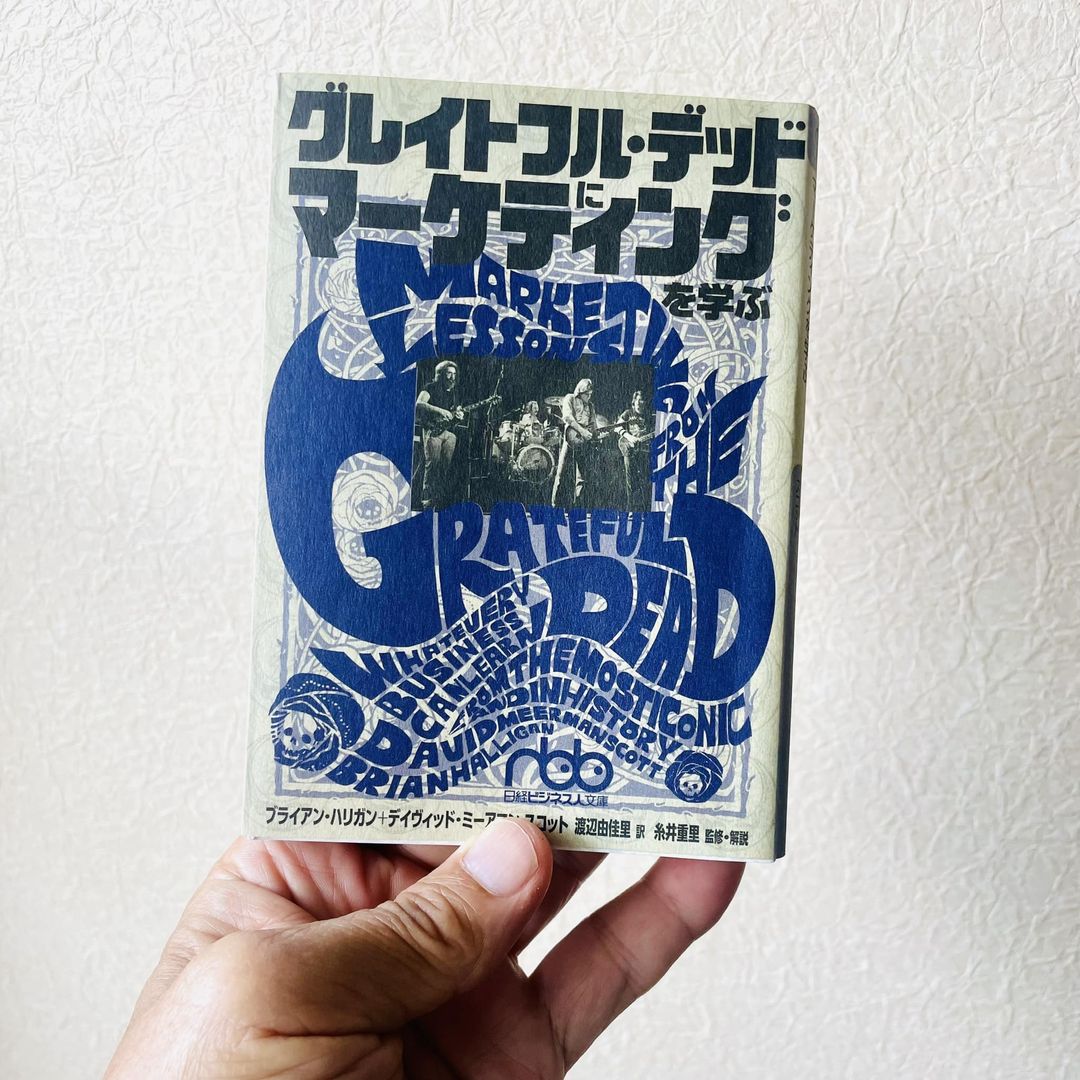 グレイトフル・デッド
に
マーケティング
を学ぶ
MARKETING
LESSONS
FROM
THE
GRATEFUL
DEAD
WHAT EVERY
BUSINESS
CAN LEARN
FROM THE MOST ICONIC
BAND IN HISTORY
DAVID MEERMAN SCOTT
BRIAN HALLIGAN
nbb
日経ビジネス人文庫
ブライアン・ハリガン+デイヴィッド・ミーアマン・スコット 渡辺由佳里 訳 糸井重里 監修・解説